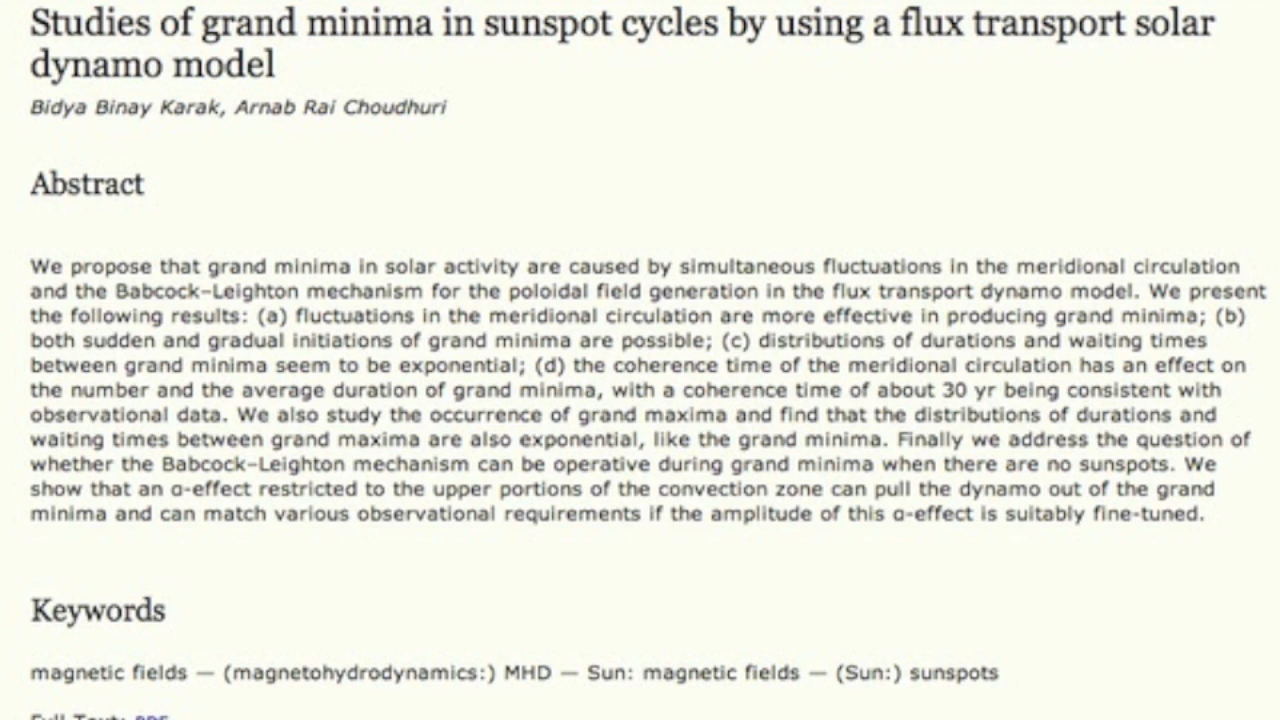 Studies of grand minima in sunspot cycles by using a flux transport solar
dynamo model
Bidya Binay Karak, Arnab Rai Choudhuri
Abstract
We propose that grand minima in solar activity are caused by simultaneous fluctuations in the meridional circulation
and the Babcock–Leighton mechanism for the poloidal field generation in the flux transport dynamo model. We present
the following results: (a) fluctuations in the meridional circulation are more effective in producing grand minima; (b)
both sudden and gradual initiations of grand minima are possible; (c) distributions of durations and waiting times
between grand minima seem to be exponential; (d) the coherence time of the meridional circulation has an effect on
the number and the average duration of grand minima, with a coherence time of about 30 yr being consistent with
observational data. We also study the occurrence of grand maxima and find that the distributions of durations and
waiting times between grand maxima are also exponential, like the grand minima. Finally we address the question of
whether the Babcock–Leighton mechanism can be operative during grand minima when there are no sunspots. We
show that an α-effect restricted to the upper portions of the convection zone can pull the dynamo out of the grand
minima and can match various observational requirements if the amplitude of this α-effect is suitably fine-tuned.
Keywords
magnetic fields — (magnetohydrodynamics:) MHD — Sun: magnetic fields — (Sun:) sunspots
Full Text: PDF